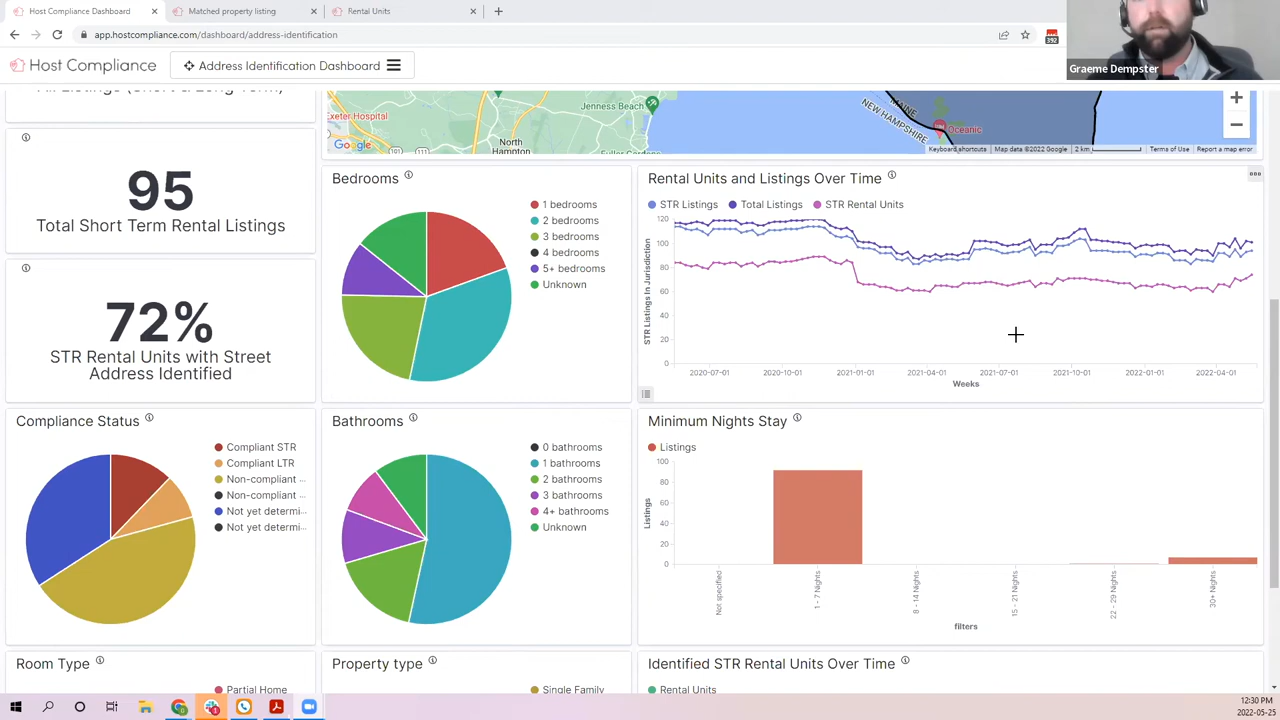 Host Compliance Dashboard
Matched property listing
Rental Units
app.hostcompliance.com/dashboard/address-identification
392
Graeme Dempster
Host Compliance
Address Identification Dashboard
All Listings (Short & Long Term)
Exeter Hospital
Jenness Beach
North
Hampton
Fuller Gardens
MAINE
NEW HAMPSHIRE
Oceanic
Google
101
111
Keyboard shortcuts
Map data ©2022 Google
2 km
Terms of Use
Report a map error
95
Total Short Term Rental Listings
72%
STR Rental Units with Street
Address Identified
Bedrooms
1 bedrooms
2 bedrooms
3 bedrooms
4 bedrooms
5+ bedrooms
Unknown
Rental Units and Listings Over Time
STR Listings
Total Listings
STR Rental Units
STR Listings In Jurisdiction
120
100
80
60
40
20
0
2020-07-01
2020-10-01
2021-01-01
2021-04-01
2021-07-01
2021-10-01
2022-01-01
2022-04-01
Weeks
Compliance Status
Compliant STR
Compliant LTR
Non-compliant ...
Non-compliant ...
Not yet determi...
Not yet determi...
Bathrooms
0 bathrooms
1 bathrooms
2 bathrooms
3 bathrooms
4+ bathrooms
Unknown
Minimum Nights Stay
Listings
Listings
100
80
60
40
20
0
Not specified
1 - 7 Nights
8 - 14 Nights
15 - 21 Nights
22 - 29 Nights
30+ Nights
filters
Room Type
Partial Home
Property type
Single Family
Identified STR Rental Units Over Time
Rental Units
12:30 PM
2022-05-25